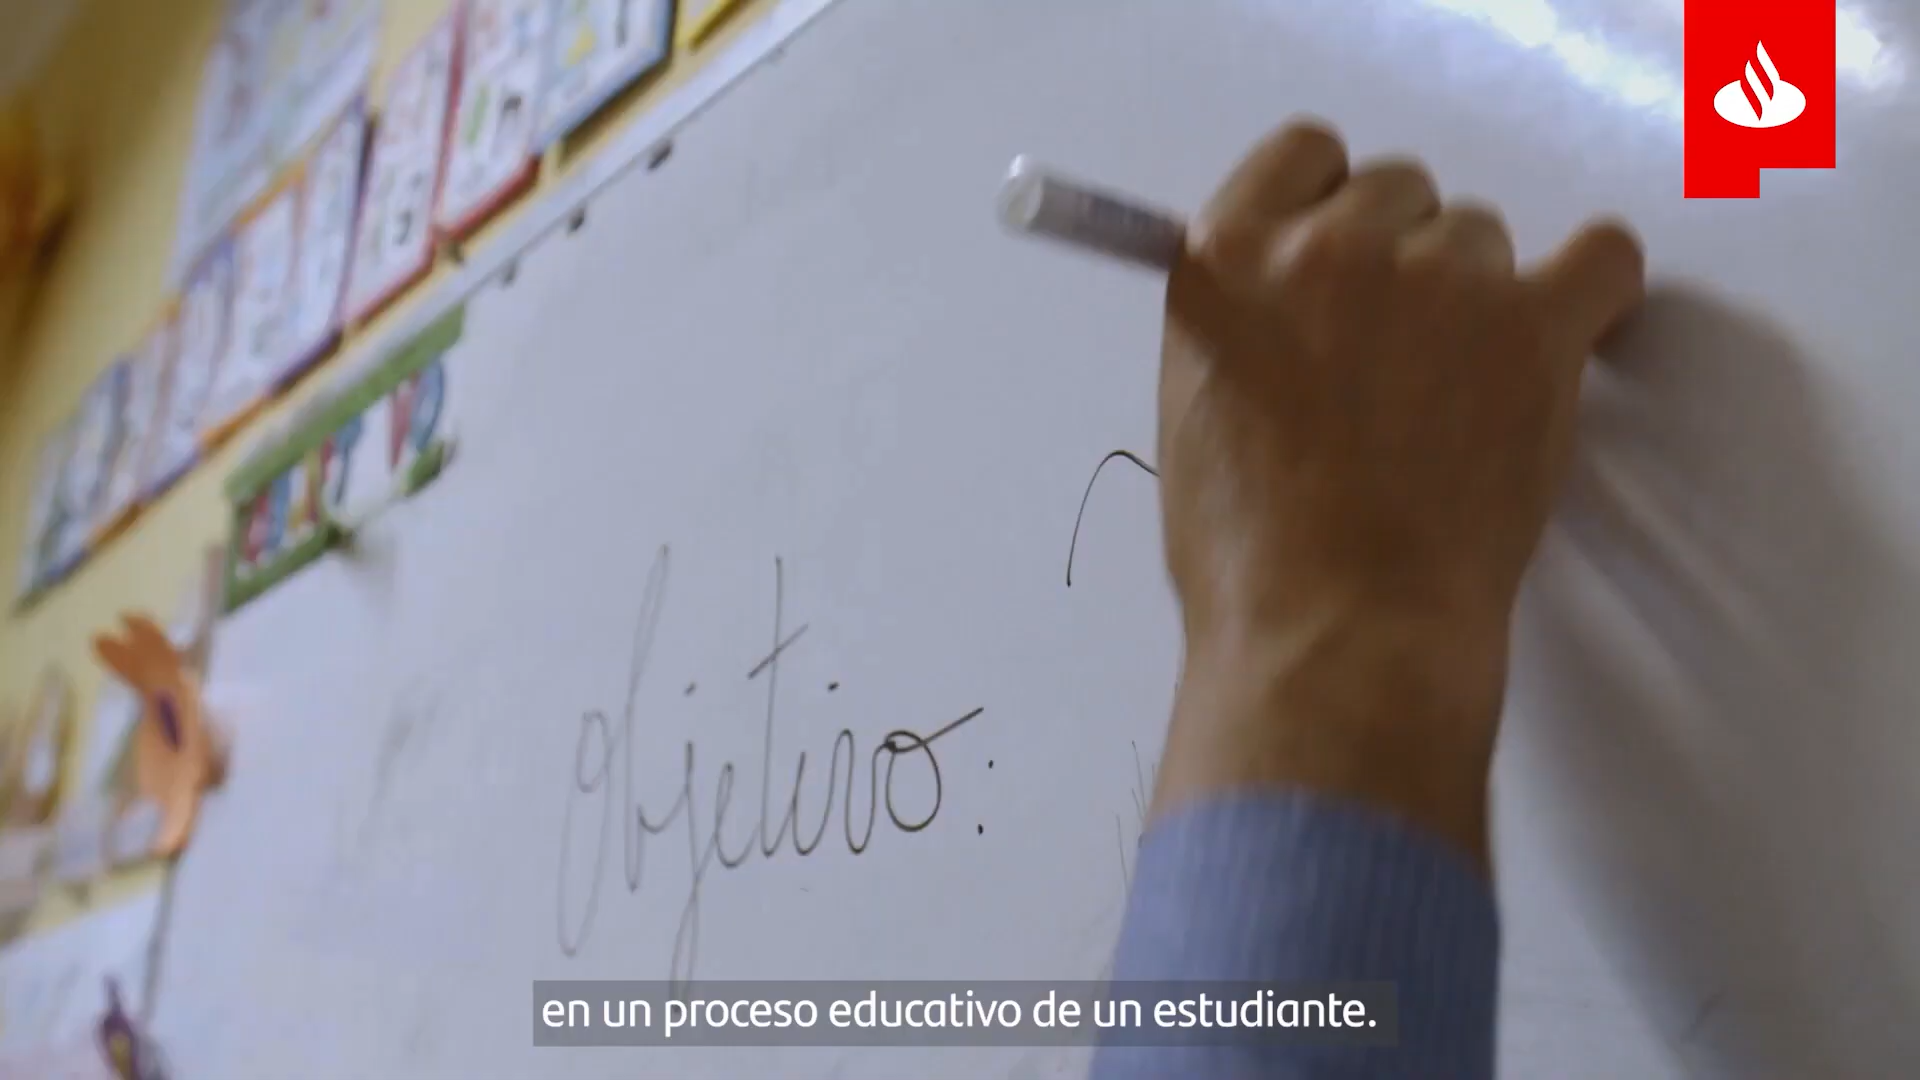 objetivo:
en un proceso educativo de un estudiante.